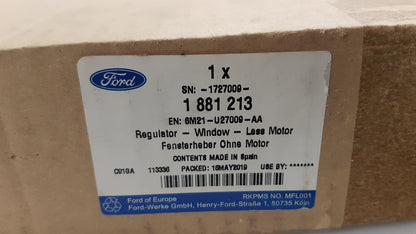 Ford
1 x
SN: -1727009-
1 881 213
EN: 6M21-U27009-AA
Regulator - Window - Less Motor
Fensterheber Ohne Motor
CONTENTS MADE IN Spain
C01GA 113336 PACKED: 16MAY2019 USE BY: *******
Ford of Europe RKPMS NO. MFL001
Ford-Werke GmbH, Henry-Ford-Straße 1, 50735 Köln